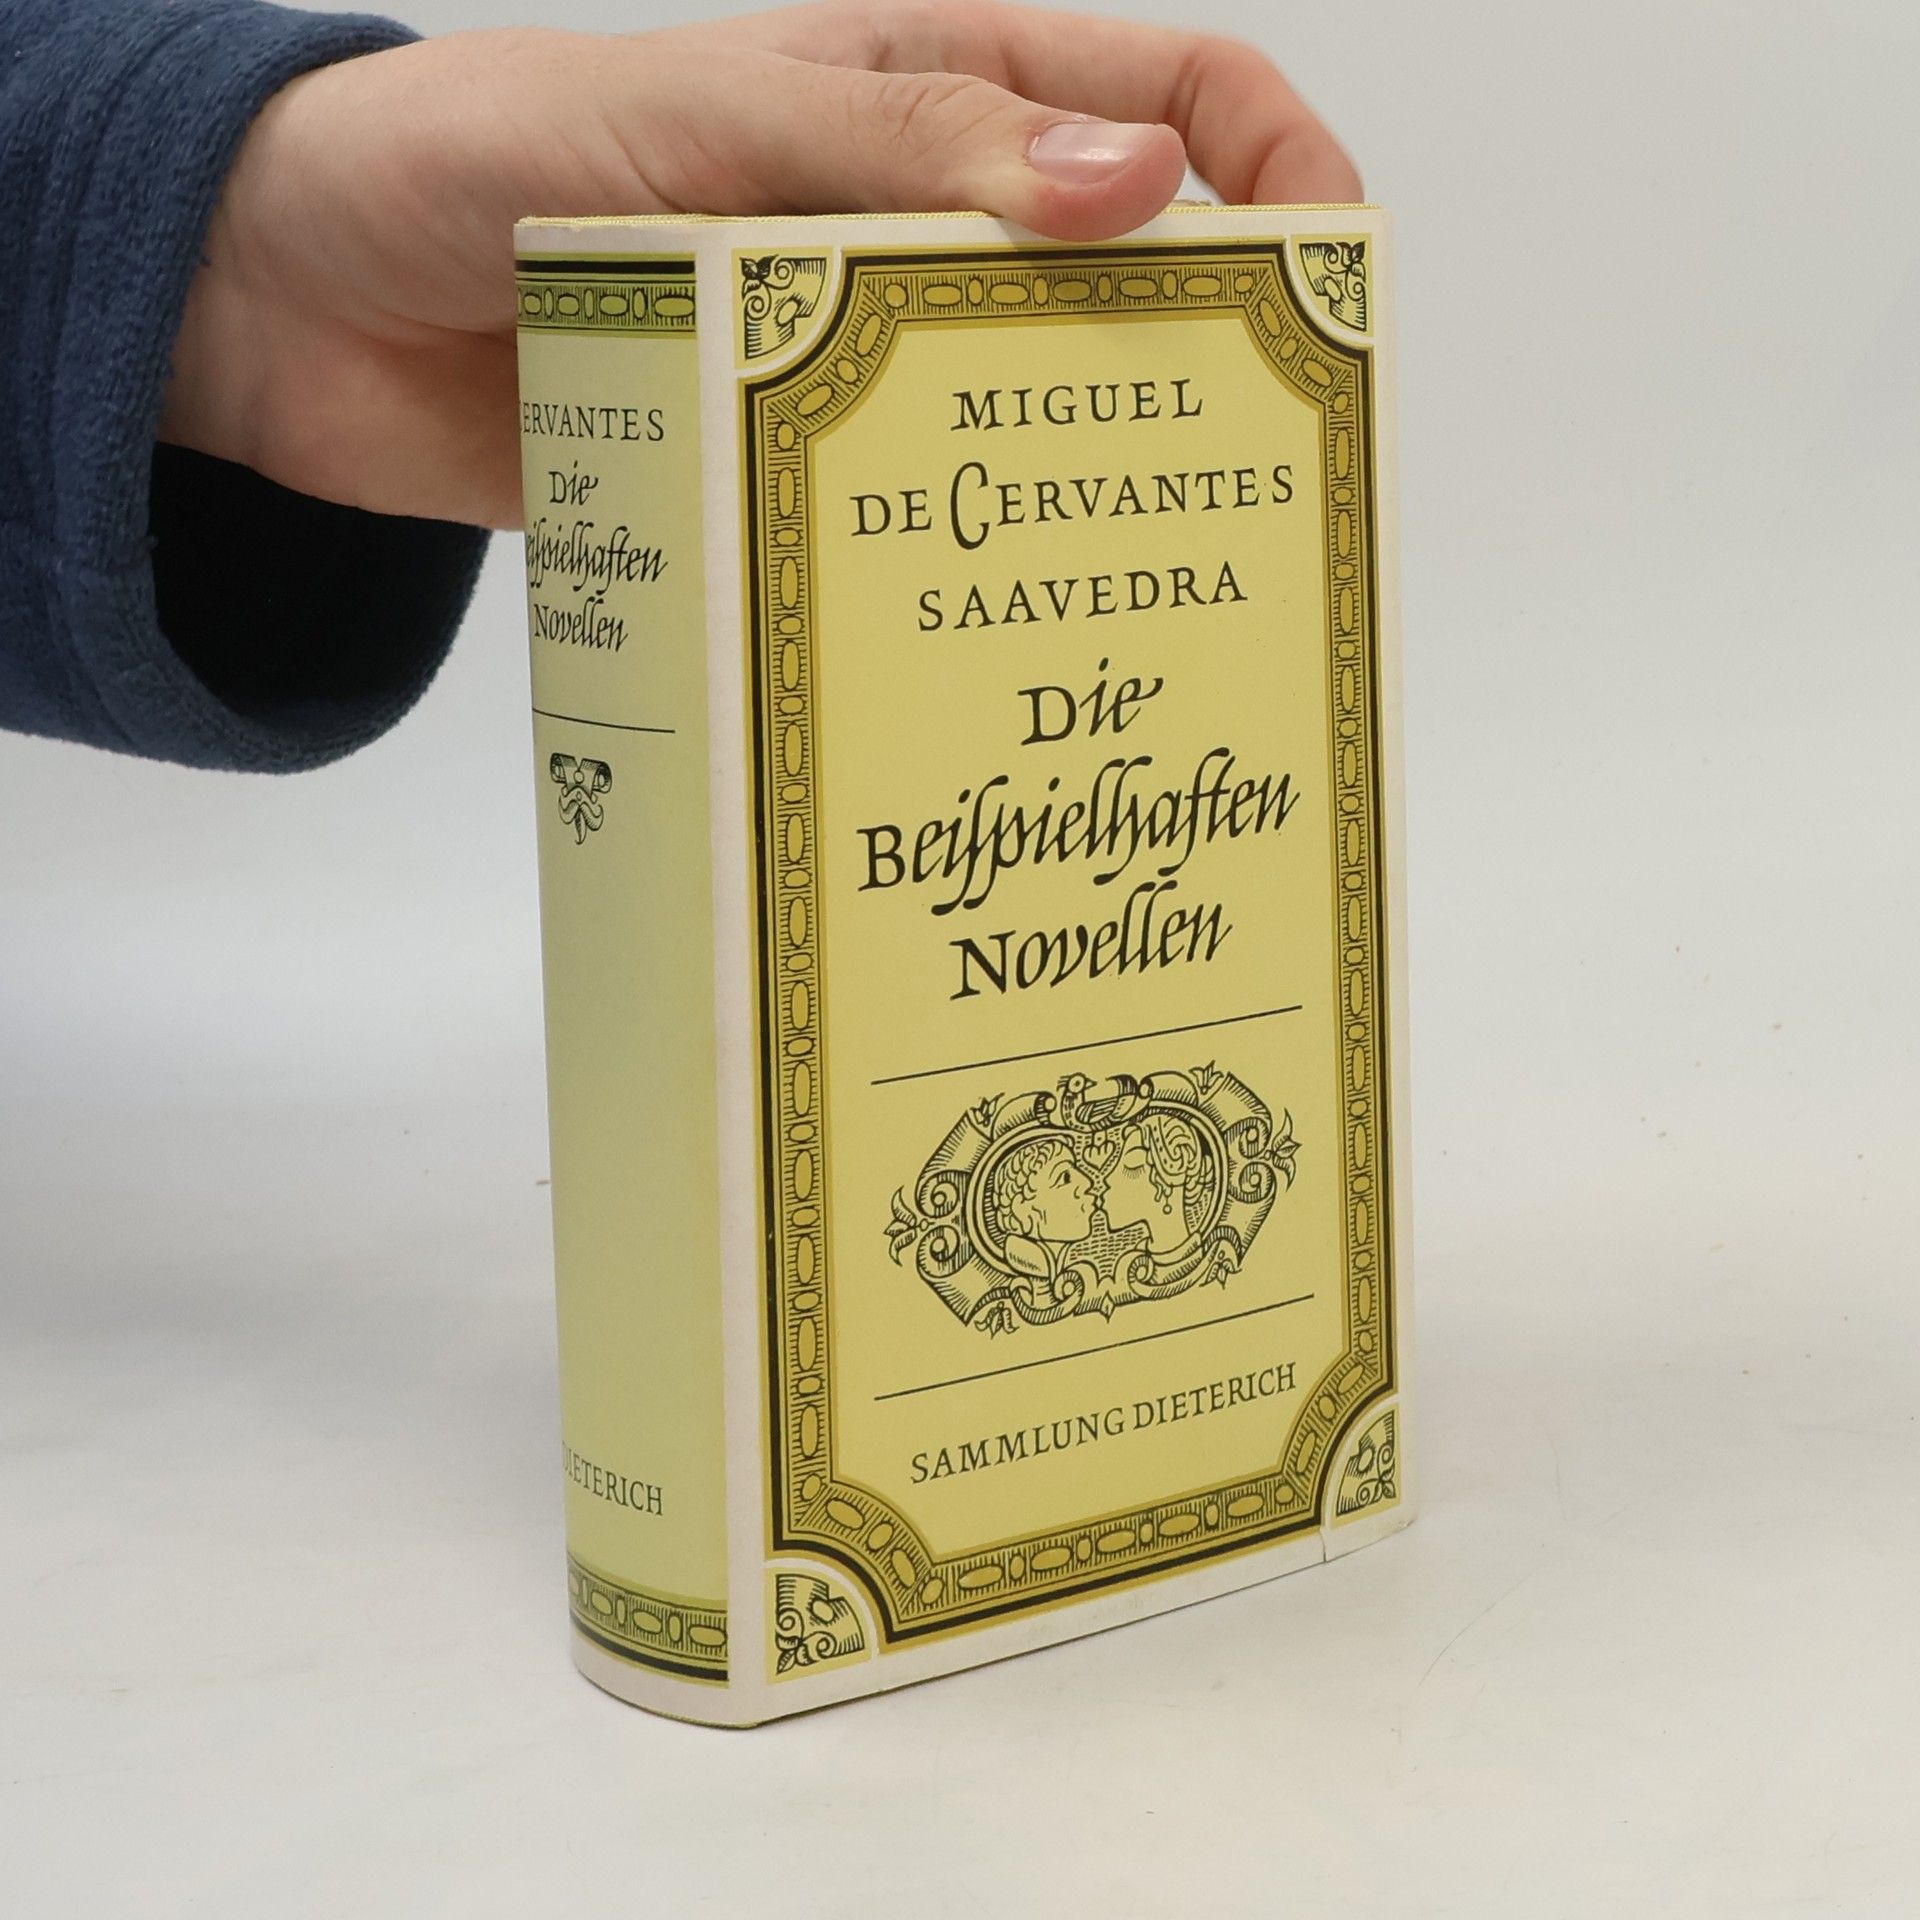 CERVANTES
Die
Beiſpielhaften
Novellen
DIETERICH
MIGUEL
DE CERVANTES
SAAVEDRA
Die
Beiſpielhaften
Novellen
SAMMLUNG DIETERICH